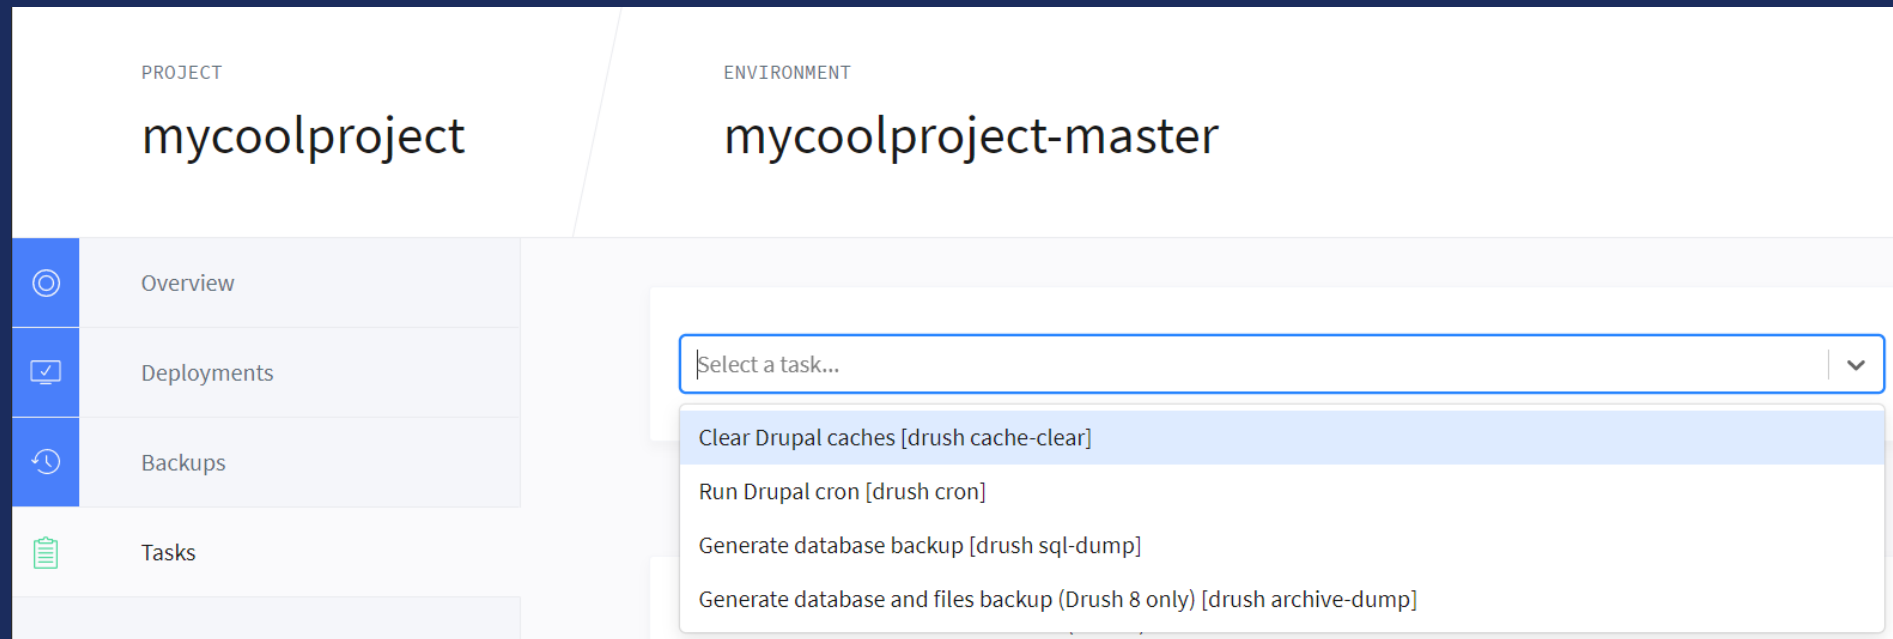 PROJECT
mycoolproject
ENVIRONMENT
mycoolproject-master
Overview
Deployments
Backups
Tasks
Select a task...
Clear Drupal caches [drush cache-clear]
Run Drupal cron [drush cron]
Generate database backup [drush sql-dump]
Generate database and files backup (Drush 8 only) [drush archive-dump]